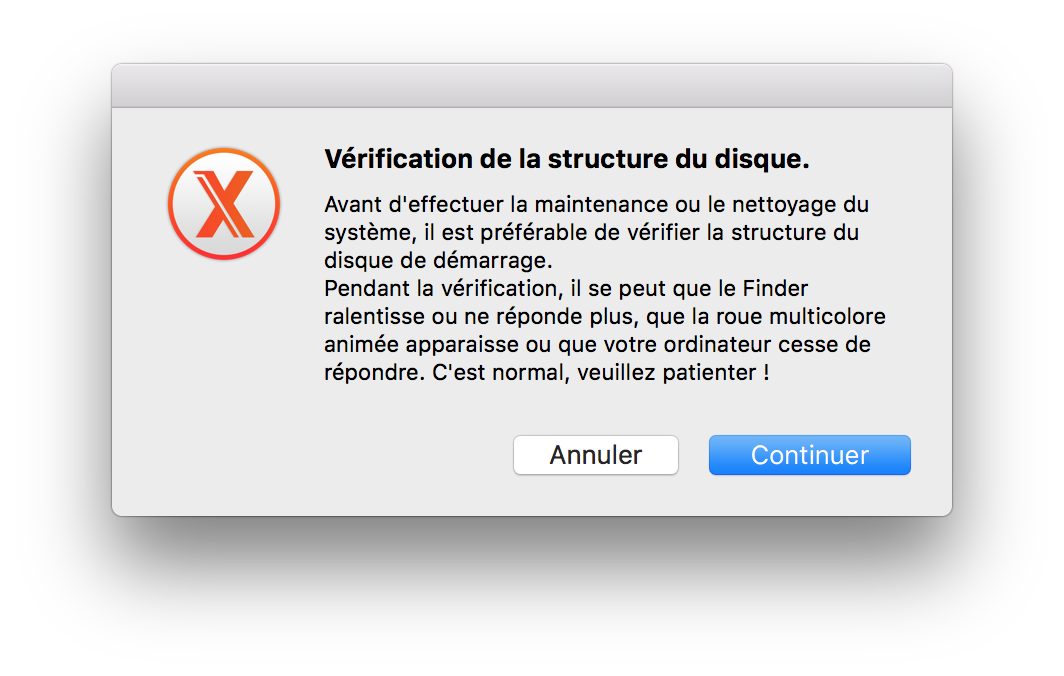 Vérification de la structure du disque.
Avant d'effectuer la maintenance ou le nettoyage du
système, il est préférable de vérifier la structure du
disque de démarrage.
Pendant la vérification, il se peut que le Finder
ralentisse ou ne réponde plus, que la roue multicolore
animée apparaisse ou que votre ordinateur cesse de
répondre. C'est normal, veuillez patienter !
Annuler
Continuer